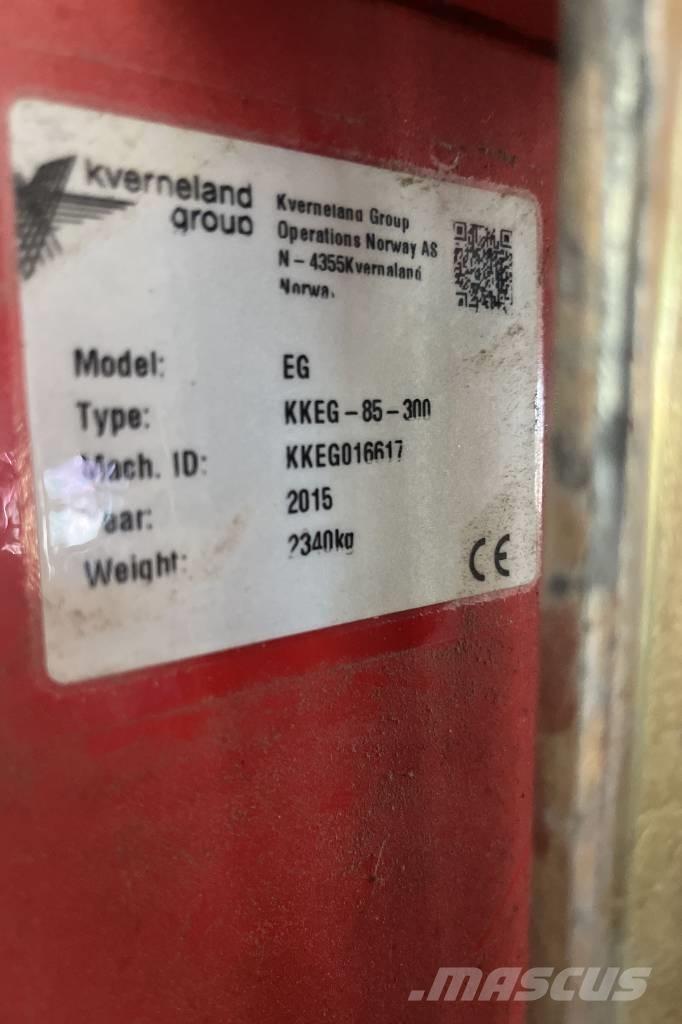 kverneland
group
Kverneland Group
Operations Norway AS
N - 4355Kvernaland
Model: EG
Type: KKEG-85-300
Mach. ID: KKEG016617
2015
Weight: 2340kg
CE
.MASCUS